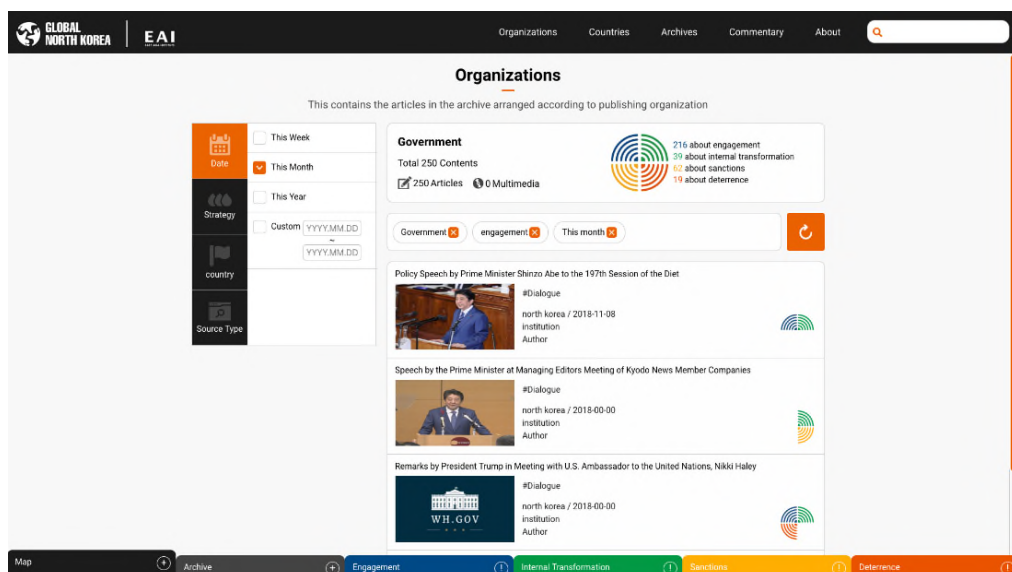 GLOBAL
NORTH KOREA
EAI
Organizations
Countries
Archives
Commentary
About
Organizations
This contains the articles in the archive arranged according to publishing organization
Date
Strategy
country
Source Type
This Week
This Month
This Year
Custom
YYYY.MM.DD
~
YYYY.MM.DD
Government
Total 250 Contents
250 Articles
0 Multimedia
216 about engagement
39 about internal transformation
62 about sanctions
19 about deterrence
Government
engagement
This month
Policy Speech by Prime Minister Shinzo Abe to the 197th Session of the Diet
#Dialogue
north korea / 2018-11-08
institution
Author
Speech by the Prime Minister at Managing Editors Meeting of Kyodo News Member Companies
#Dialogue
north korea / 2018-00-00
institution
Author
Remarks by President Trump in Meeting with U.S. Ambassador to the United Nations, Nikki Haley
WH.GOV
#Dialogue
north korea / 2018-00-00
institution
Author
Map
Archive
Engagement
Internal Transformation
Sanctions
Deterrence